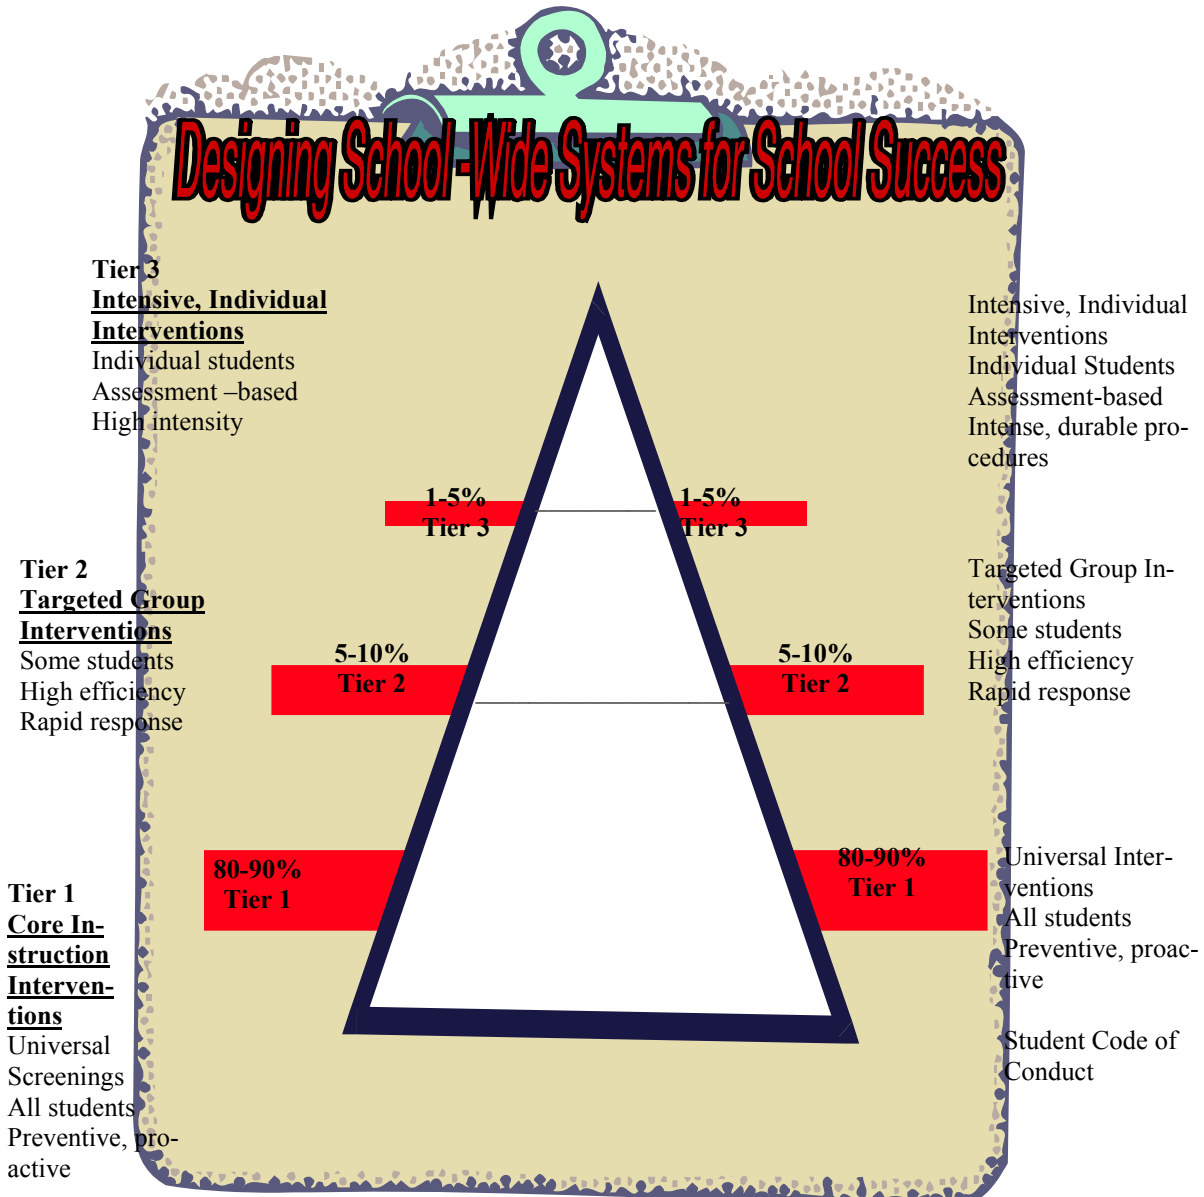 Designing School-Wide Systems for School Success
Tier 3
Intensive, Individual
Interventions
Individual students
Assessment –based
High intensity
Intensive, Individual
Interventions
Individual Students
Assessment-based
Intense, durable pro-
cedures
1-5%
Tier 3
1-5%
Tier 3
Tier 2
Targeted Group
Interventions
Some students
High efficiency
Rapid response
5-10%
Tier 2
5-10%
Tier 2
Targeted Group In-
terventions
Some students
High efficiency
Rapid response
80-90%
Tier 1
80-90%
Tier 1
Tier 1
Core In-
struction
Interven-
tions
Universal
Screenings
All students
Preventive, pro-
active
Universal Inter-
ventions
All students
Preventive, proac-
tive
Student Code of
Conduct